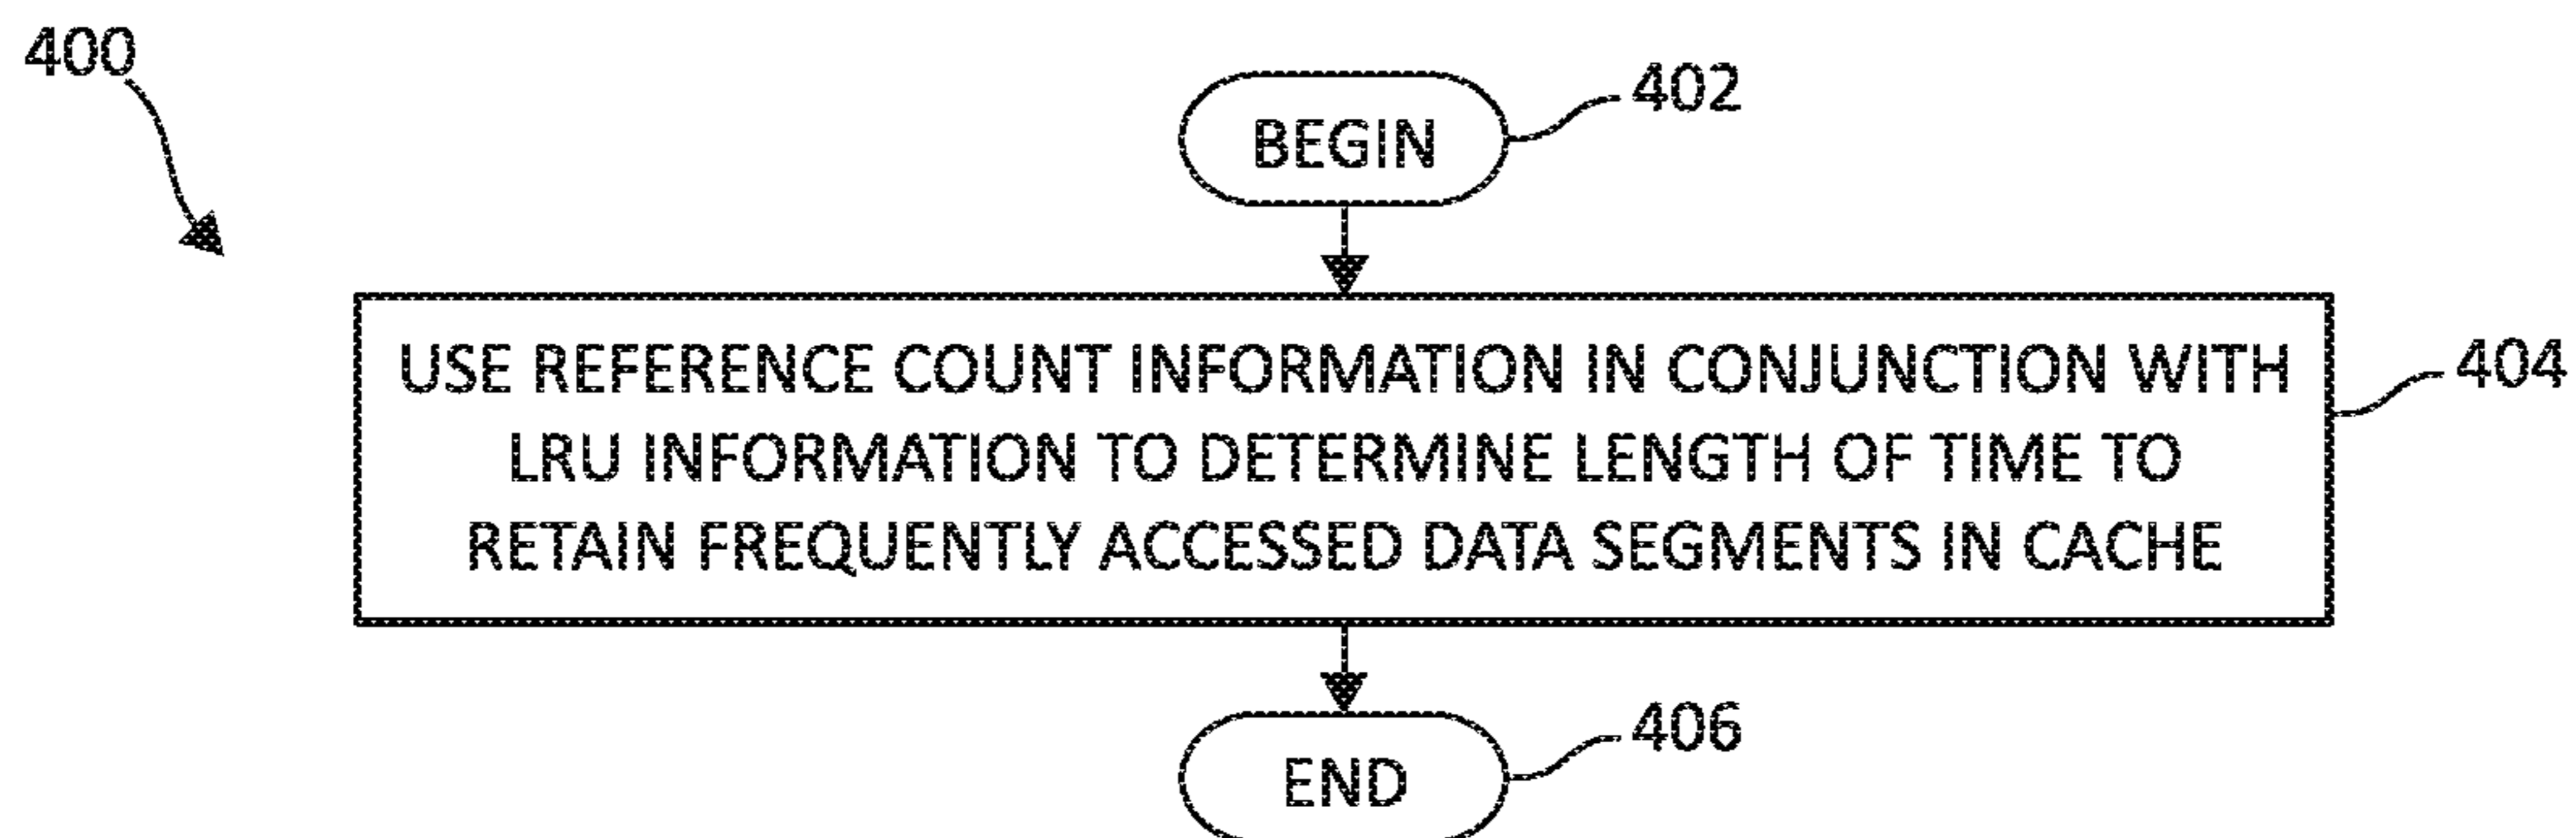 400
BEGIN
402
USE REFERENCE COUNT INFORMATION IN CONJUNCTION WITH
LRU INFORMATION TO DETERMINE LENGTH OF TIME TO
RETAIN FREQUENTLY ACCESSED DATA SEGMENTS IN CACHE
404
END
406